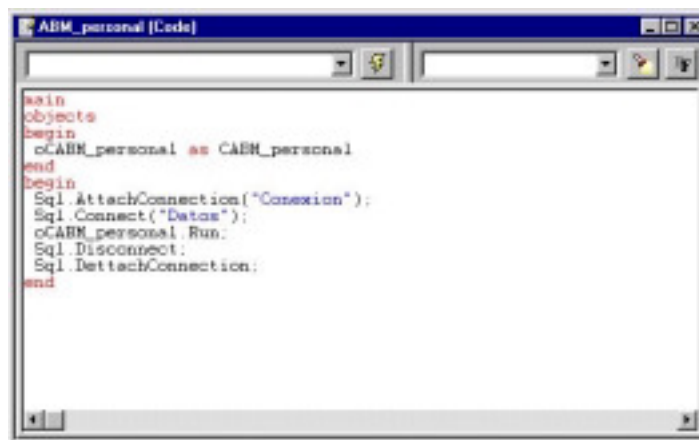 ABM_personal (Code)
main
objects
begin
oCABM_personal as CABM_personal
end
begin
Sql.AttachConnection("Conexion");
Sql.Connect("Datos");
oCABM_personal.Run;
Sql.Disconnect;
Sql.DettachConnection;
end